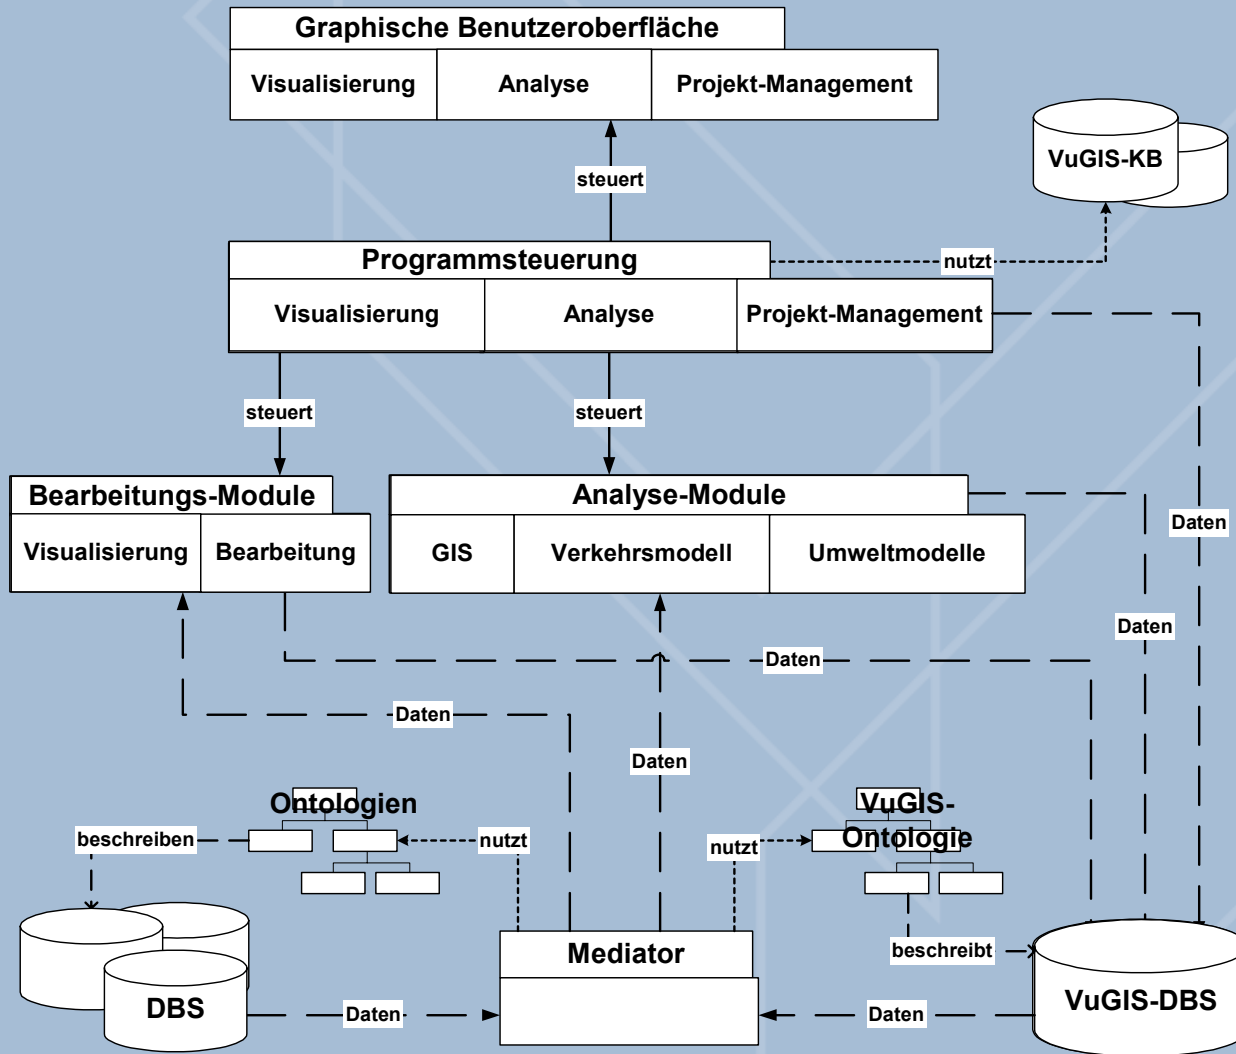 Graphische Benutzeroberfläche
Visualisierung
Analyse
Projekt-Management
VuGIS-KB
steuert
Programmsteuerung
nutzt
Visualisierung
Analyse
Projekt-Management
steuert
steuert
Bearbeitungs-Module
Analyse-Module
Daten
Visualisierung
Bearbeitung
GIS
Verkehrsmodell
Umweltmodelle
Daten
Daten
Daten
Daten
Ontologien
VuGIS-
Ontologie
beschreiben
nutzt
nutzt
Mediator
beschreibt
DBS
Daten
Daten
VuGIS-DBS